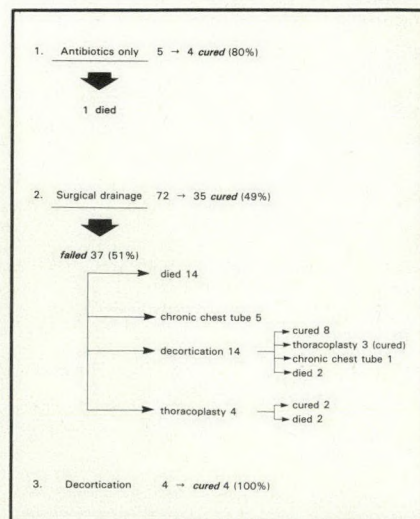 1. Antibiotics only 5 → 4 cured (80%)
1 died
2. Surgical drainage 72 → 35 cured (49%)
failed 37 (51%)
died 14
chronic chest tube 5
cured 8
thoracoplasty 3 (cured)
decortication 14
chronic chest tube 1
died 2
cured 2
thoracoplasty 4
died 2
3. Decortication 4 → cured 4 (100%)